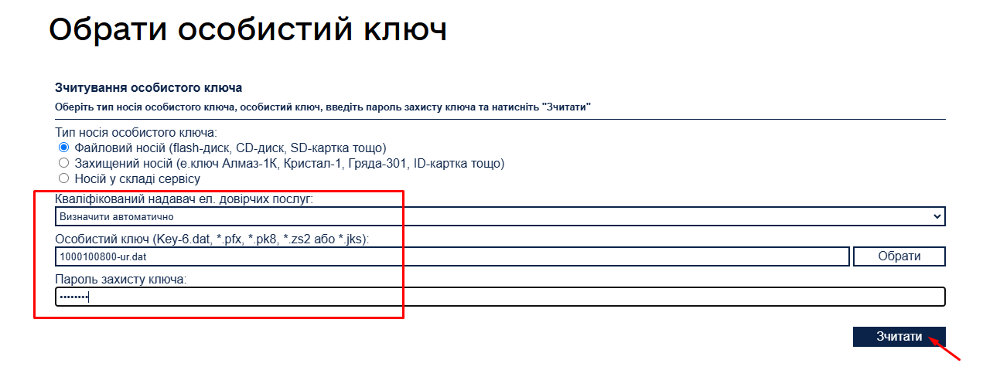 Обрати особистий ключ
Зчитування особистого ключа
Оберіть тип носія особистого ключа, особистий ключ, введіть пароль захисту ключа та натисніть "Зчитати"
Тип носія особистого ключа:
Файловий носій (flash-диск, CD-диск, SD-картка тощо)
Захищений носій (е.ключ Алмаз-1К, Кристал-1, Гряда-301, ID-картка тощо)
Носій у складі сервісу
Кваліфікований надавач ел. довірчих послуг:
Визначити автоматично
Особистий ключ (Key-6.dat, *.pfx, *.pk8, *.zs2 або *.jks):
1000100800-ur.dat
Обрати
Пароль захисту ключа:
••••••••
Зчитати